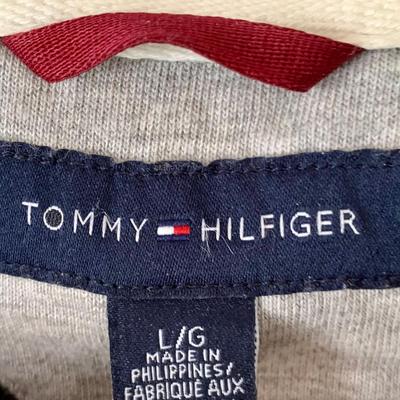 TOMMY HILFIGER
L/G
MADE IN
PHILIPPINES/
FABRIQUÉ AUX